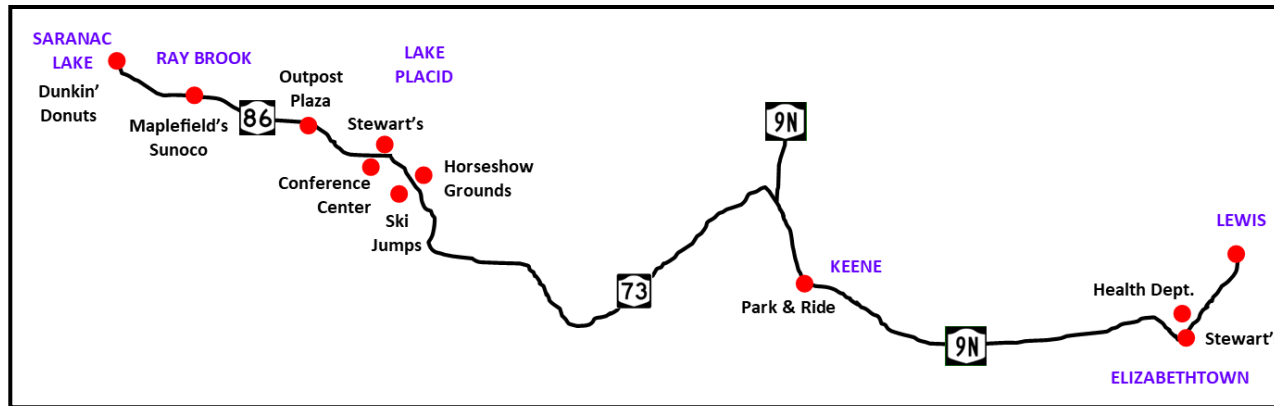 SARANAC
LAKE
Dunkin’
Donuts
RAY BROOK
Maplefield’s
Sunoco
86
Outpost
Plaza
LAKE
PLACID
Stewart’s
Conference
Center
Horseshow
Grounds
Ski
Jumps
73
9N
KEENE
Park & Ride
9N
LEWIS
Health Dept.
Stewart’
ELIZABETHTOWN